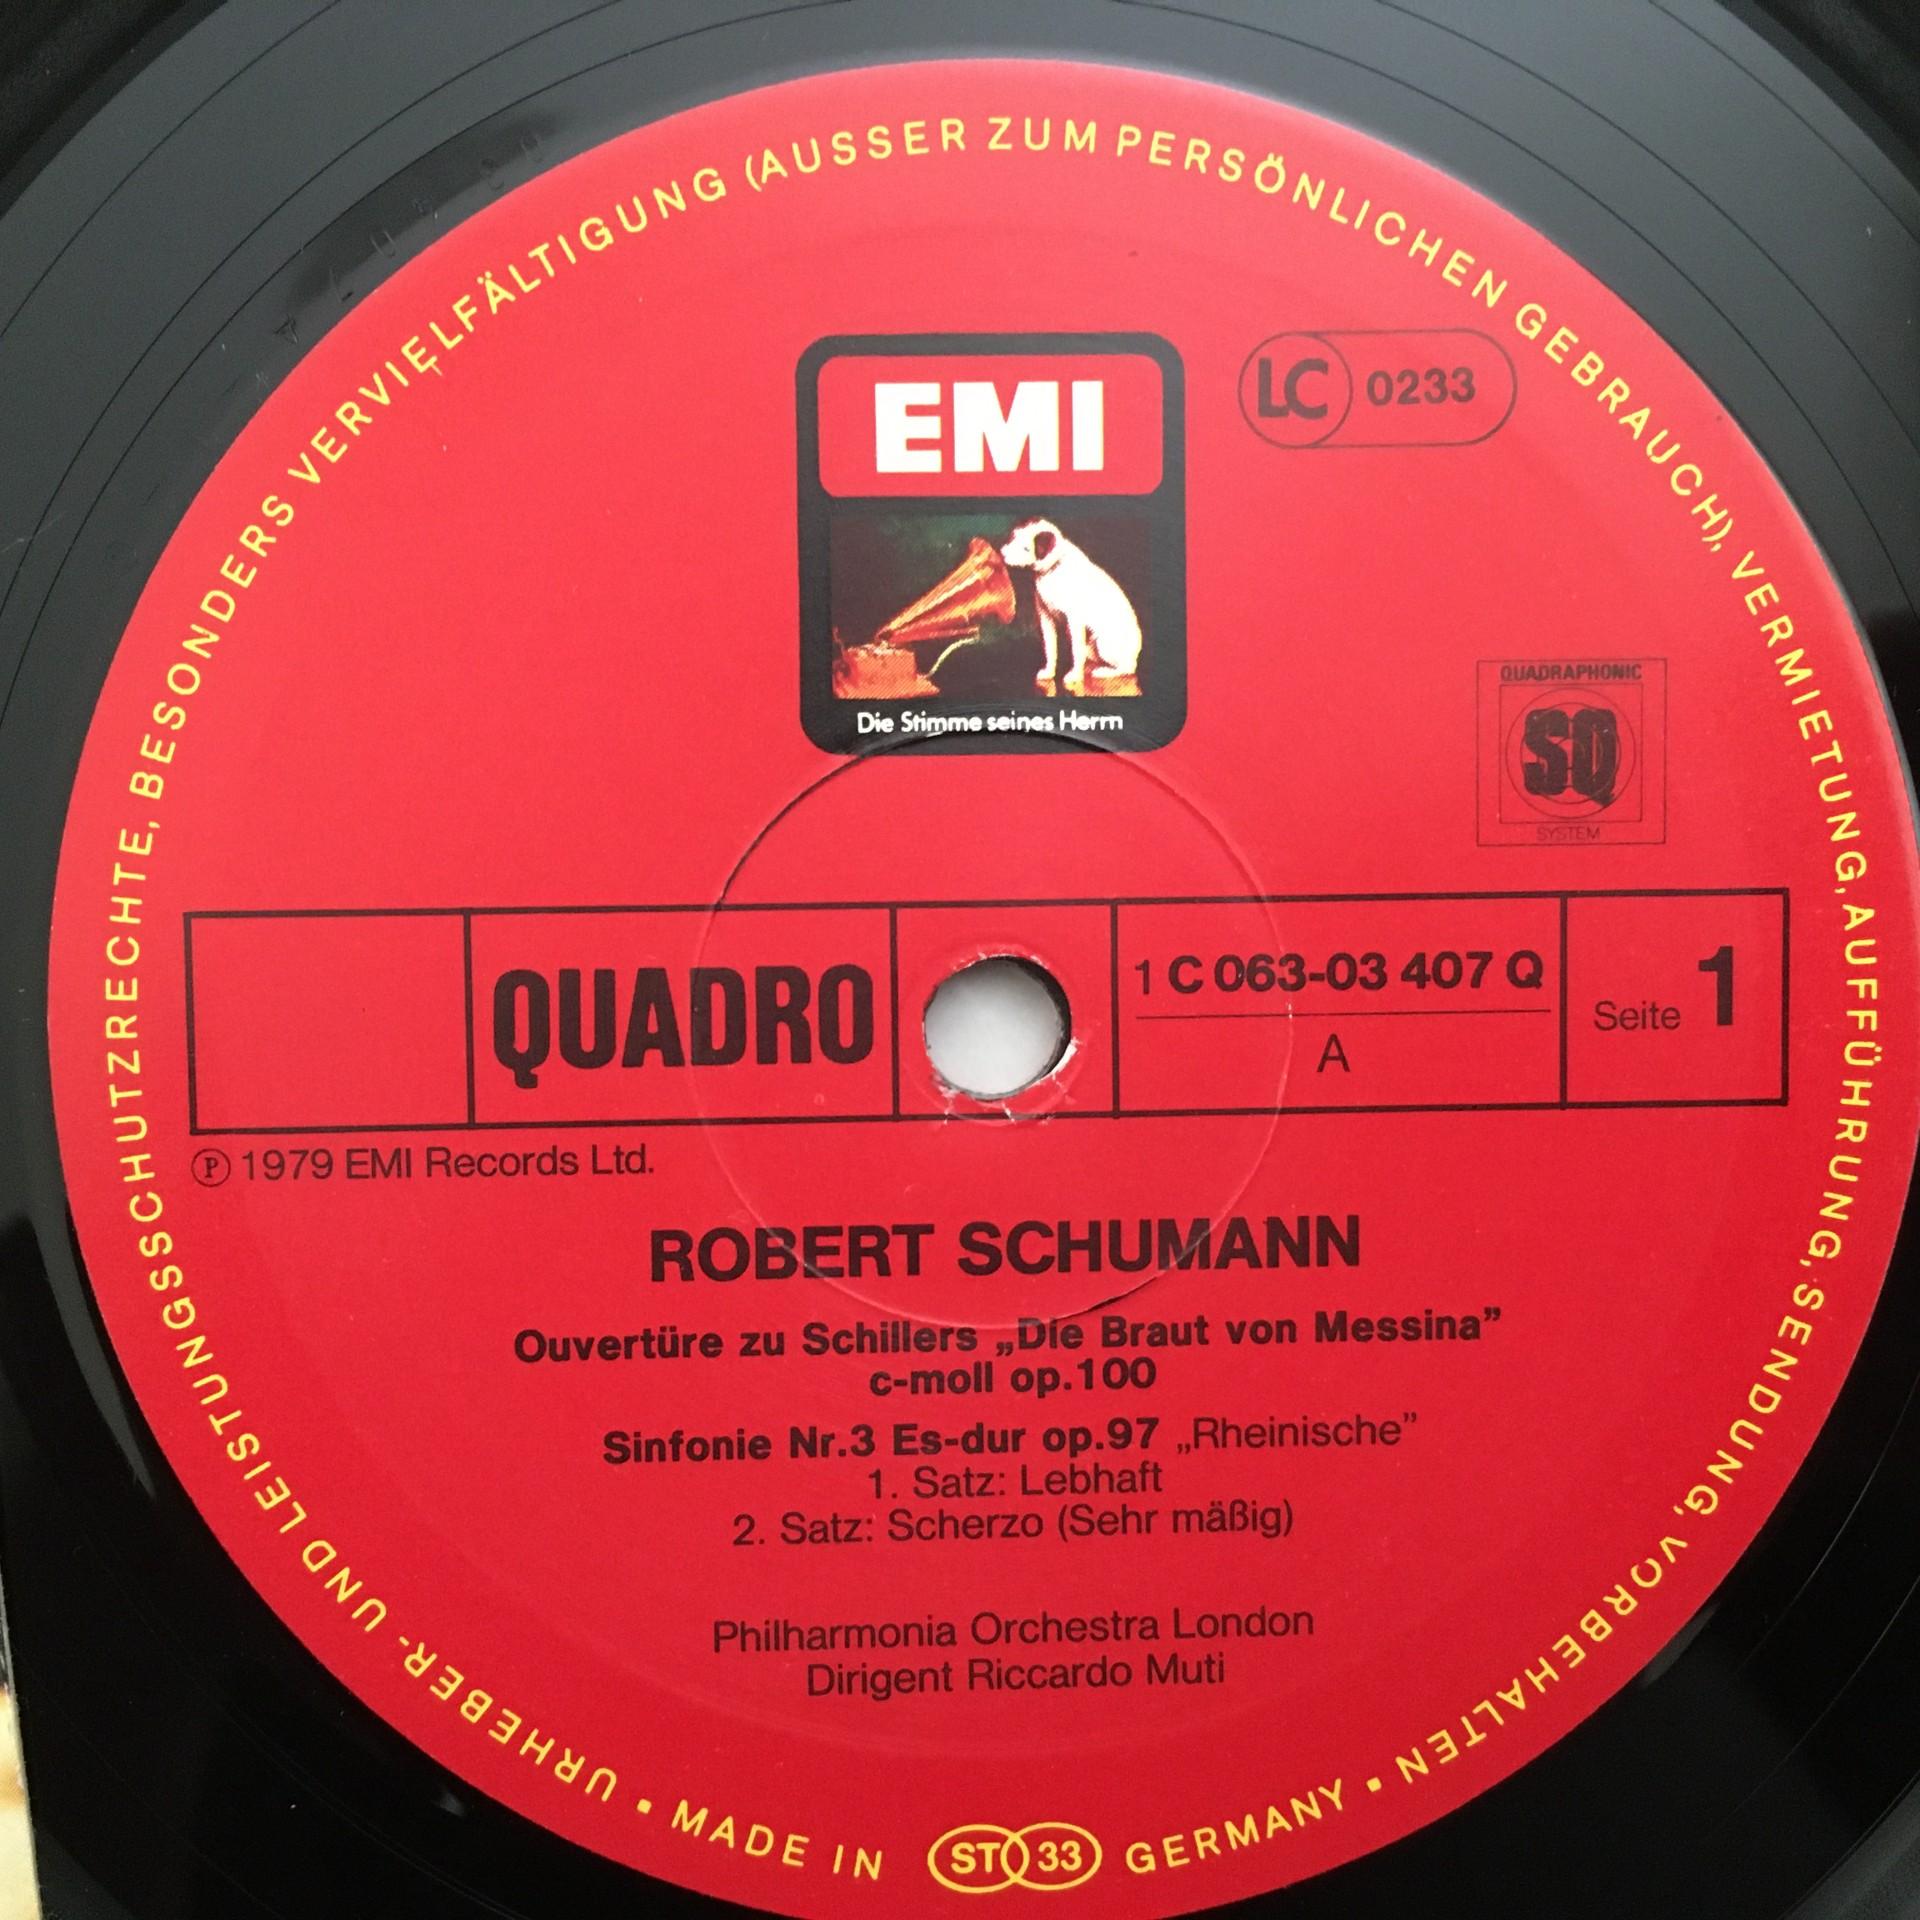 URHEBER- UND LEISTUNGSSCHUTZRECHTE, BESONDERS VERVIELFÄLTIGUNG (AUSSER ZUM PERSÖNLICHEN GEBRAUCH), VERMIETUNG, AUFFÜHRUNG, SENDUNG, VORBEHALTEN • MADE IN ST 33 GERMANY •
EMI
LC 0233
Die Stimme seines Herrn
QUADRAPHONIC
SQ
SYSTEM
QUADRO
1 C 063-03 407 Q
A
Seite 1
℗ 1979 EMI Records Ltd.
ROBERT SCHUMANN
Ouvertüre zu Schillers „Die Braut von Messina”
c-moll op.100
Sinfonie Nr.3 Es-dur op.97 „Rheinische”
1. Satz: Lebhaft
2. Satz: Scherzo (Sehr mäßig)
Philharmonia Orchestra London
Dirigent Riccardo Muti